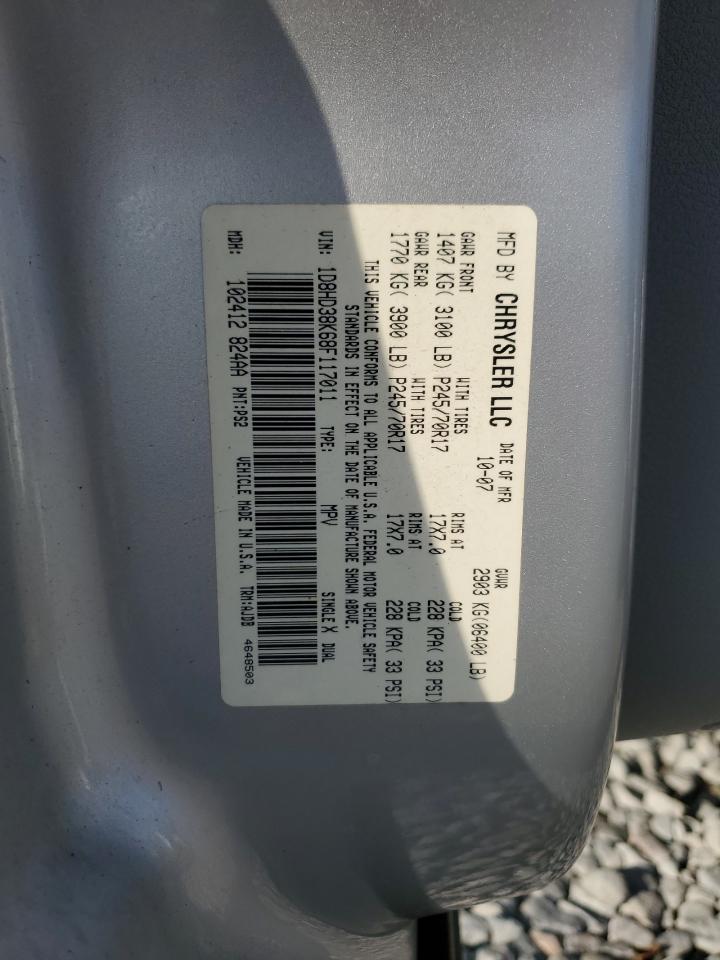 MFD BY CHRYSLER LLC DATE OF MFR GVWR
10-07 2903 KG(06400 LB)
GAWR FRONT WITH TIRES RIMS AT COLD
1407 KG( 3100 LB) P245/70R17 17X7.0 228 KPA( 33 PSI)
GAWR REAR WITH TIRES RIMS AT COLD
1770 KG( 3900 LB) P245/70R17 17X7.0 228 KPA( 33 PSI)
THIS VEHICLE CONFORMS TO ALL APPLICABLE U.S.A. FEDERAL MOTOR VEHICLE SAFETY
STANDARDS IN EFFECT ON THE DATE OF MANUFACTURE SHOWN ABOVE.
VIN: 1D8HD38K68F117011 TYPE: MPV SINGLE X DUAL
MDH: 102412 824AA PNT:PS2 VEHICLE MADE IN U.S.A. TRM:AJDB 4648503